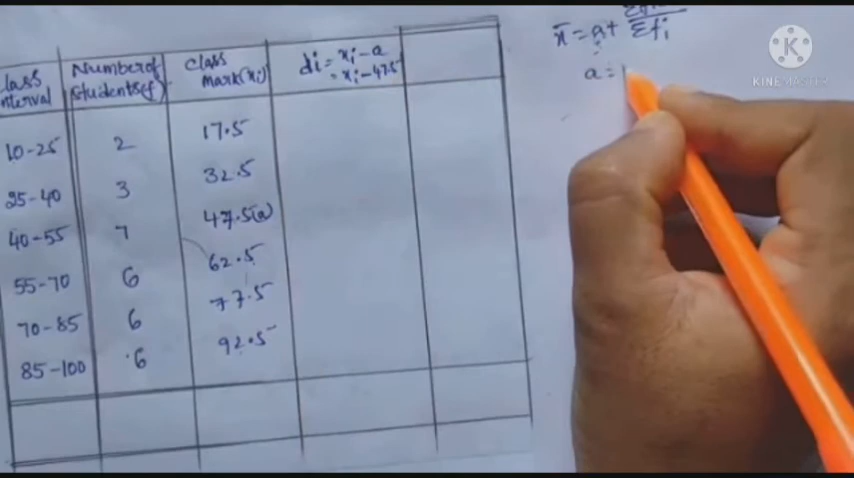 x̄ = a + Σfidi/Σfi
a =
KINEMASTER
Class Interval | Number of students(f) | Class mark(xi) | di = xi - a = xi - 47.5
10-25 2 17.5
25-40 3 32.5
40-55 7 47.5(a)
55-70 6 62.5
70-85 6 77.5
85-100 6 92.5